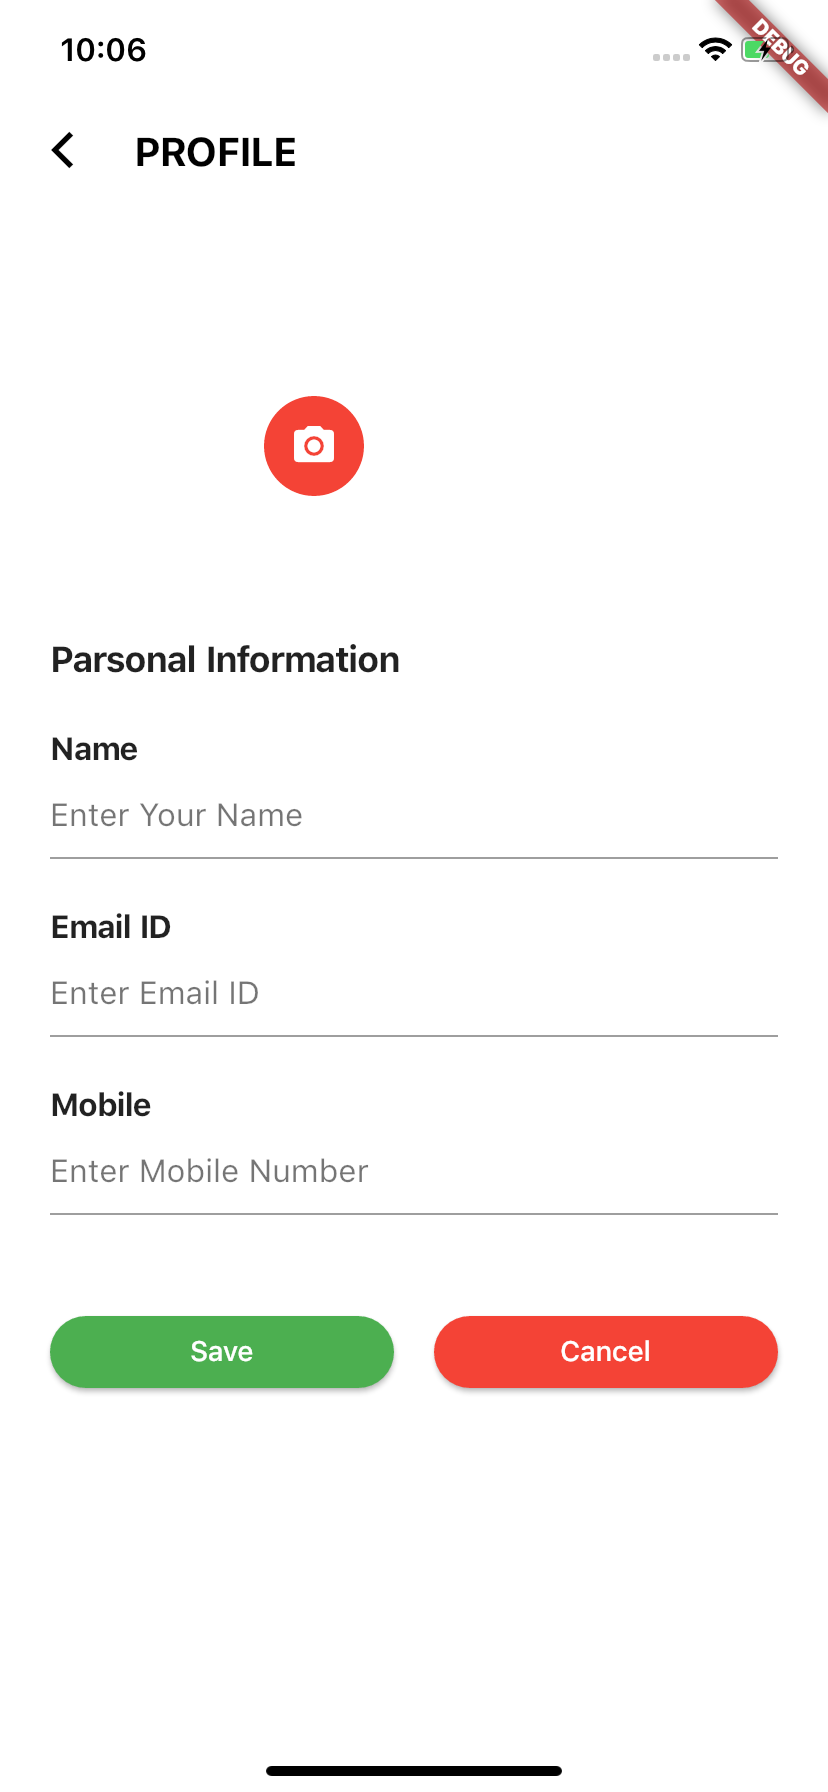 10:06
DEBUG
PROFILE
Parsonal Information
Name
Enter Your Name
Email ID
Enter Email ID
Mobile
Enter Mobile Number
Save
Cancel